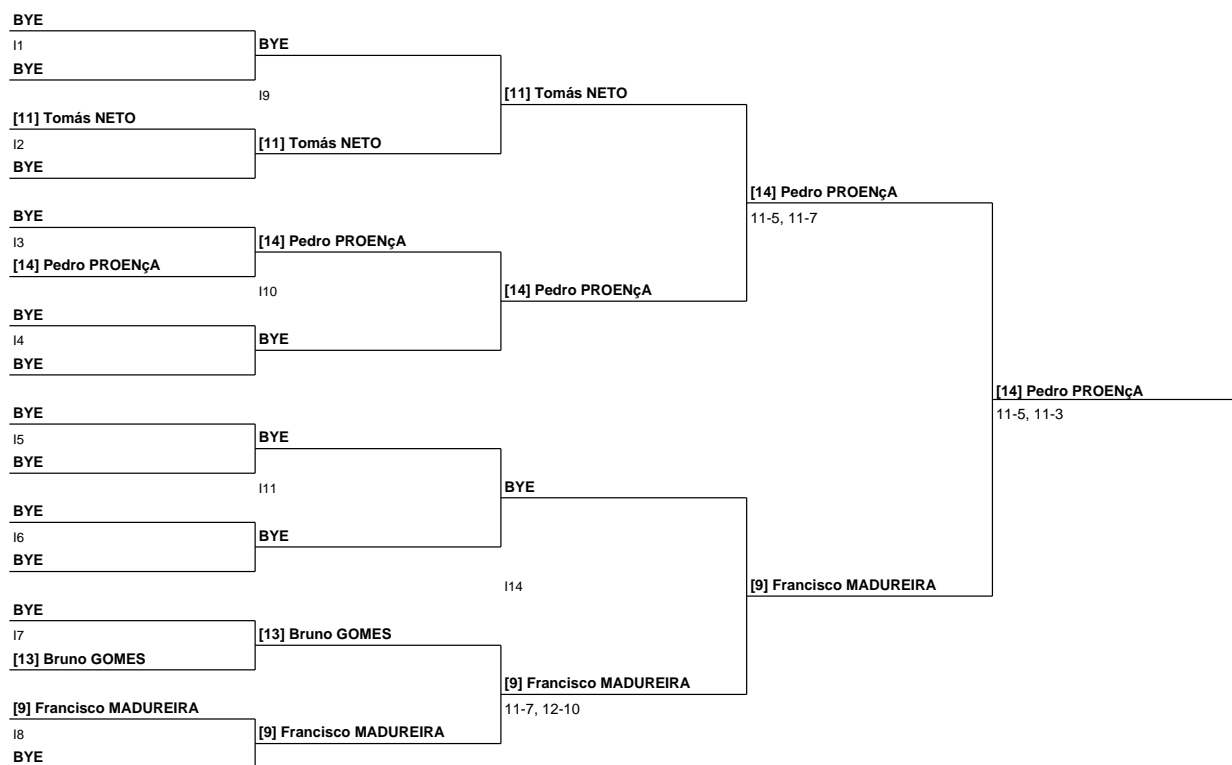 BYE
I1
BYE
BYE
I9
[11] Tomás NETO
[11] Tomás NETO
I2
[11] Tomás NETO
BYE
[14] Pedro PROENçA
BYE
11-5, 11-7
I3
[14] Pedro PROENçA
[14] Pedro PROENçA
I10
[14] Pedro PROENçA
BYE
I4
BYE
BYE
[14] Pedro PROENçA
BYE
11-5, 11-3
I5
BYE
BYE
I11
BYE
BYE
I6
BYE
BYE
I14
[9] Francisco MADUREIRA
BYE
I7
[13] Bruno GOMES
[13] Bruno GOMES
[9] Francisco MADUREIRA
[9] Francisco MADUREIRA
11-7, 12-10
I8
[9] Francisco MADUREIRA
BYE